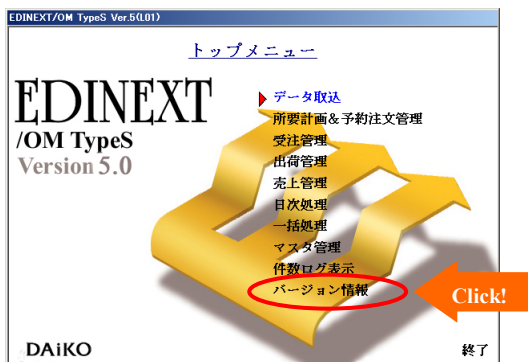 EDINEXT/OM TypeS Ver.5(L01)
トップメニュー
EDINEXT
/OM TypeS
Version 5.0
データ取込
所要計画&予約注文管理
受注管理
出荷管理
売上管理
日次処理
一括処理
マスタ管理
件数ログ表示
バージョン情報
Click!
DAiKO
終了